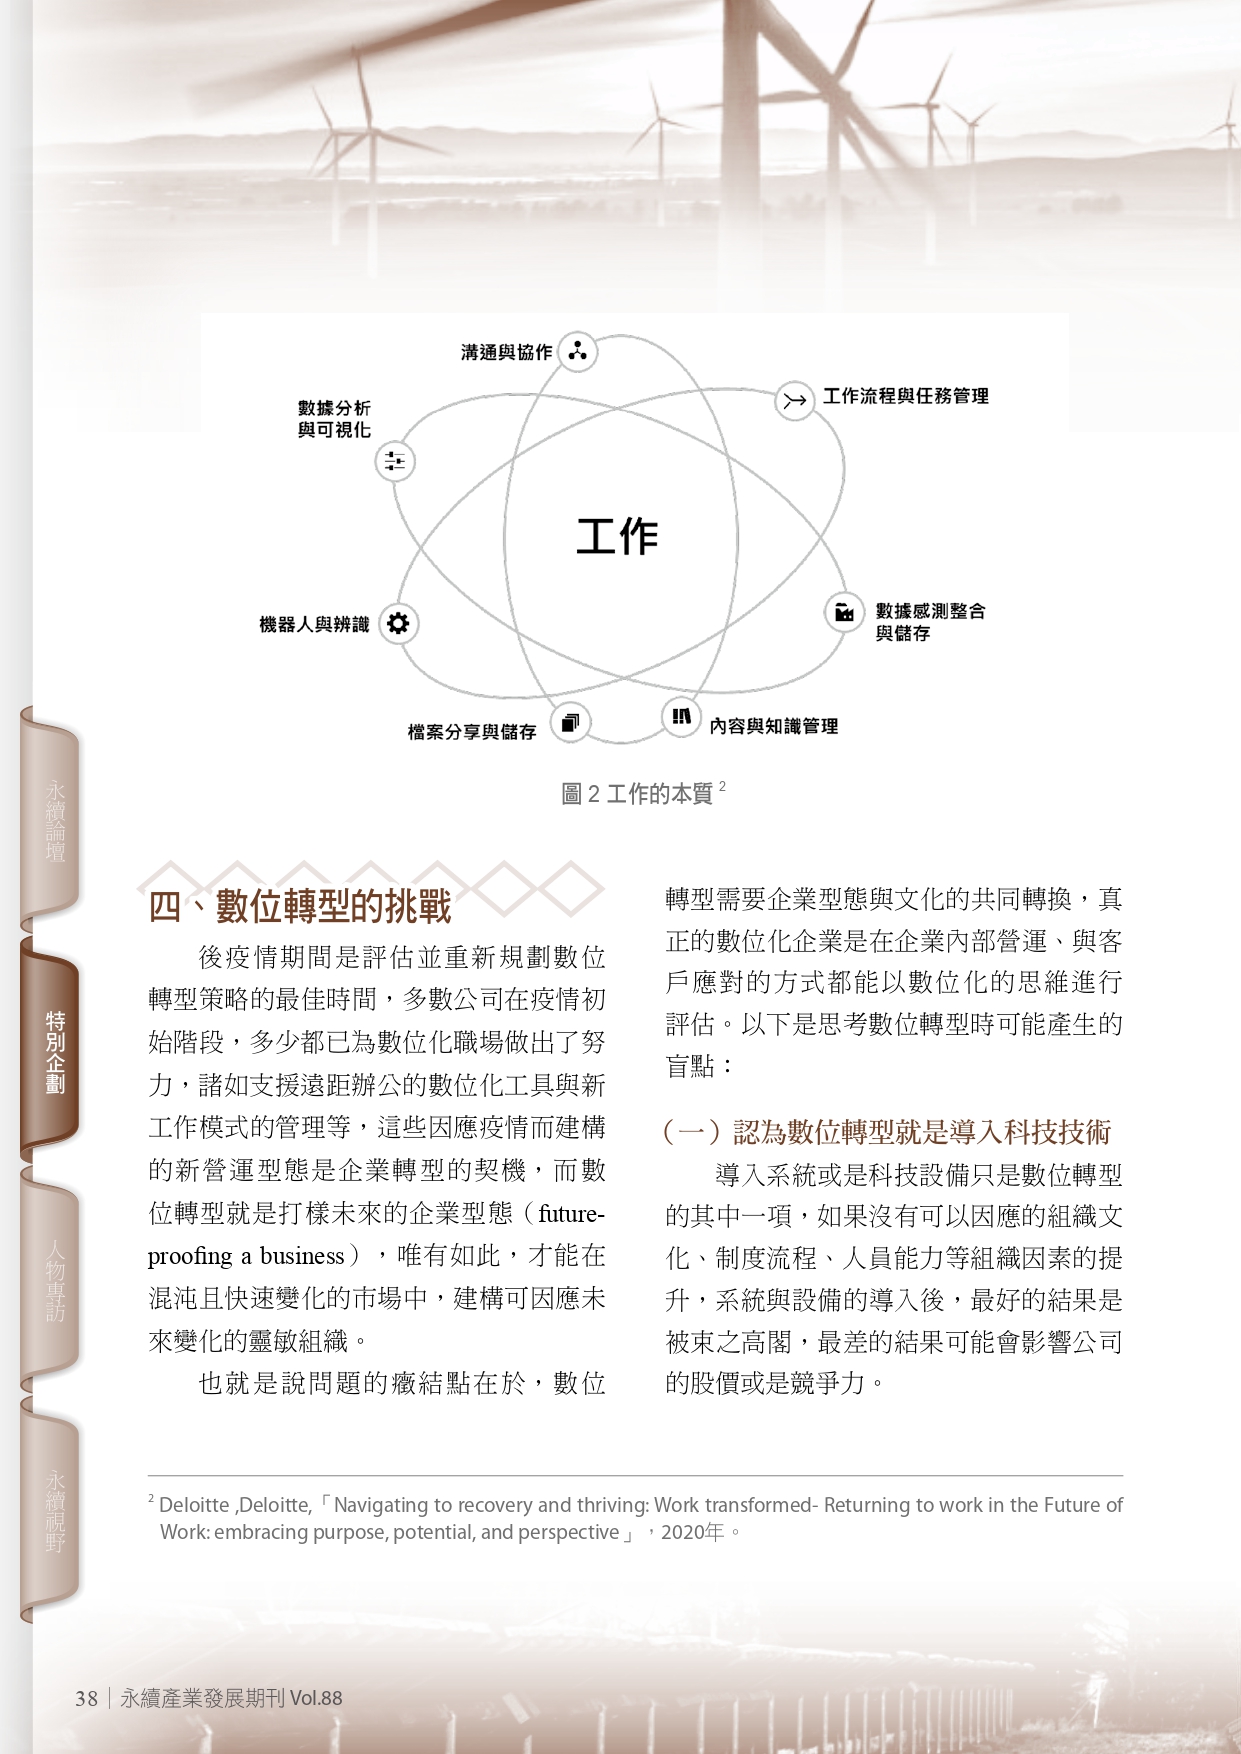 溝通與協作
工作流程與任務管理
數據分析
與可視化
工作
機器人與辨識
數據感測整合
與儲存
檔案分享與儲存
內容與知識管理
圖 2 工作的本質 2
永續論壇
特別企劃
人物專訪
永續視野
四、數位轉型的挑戰
後疫情期間是評估並重新規劃數位
轉型策略的最佳時間，多數公司在疫情初
始階段，多少都已為數位化職場做出了努
力，諸如支援遠距辦公的數位化工具與新
工作模式的管理等，這些因應疫情而建構
的新營運型態是企業轉型的契機，而數
位轉型就是打樣未來的企業型態（future-
proofing a business），唯有如此，才能在
混沌且快速變化的市場中，建構可因應未
來變化的靈敏組織。
也就是說問題的癥結點在於，數位
轉型需要企業型態與文化的共同轉換，真
正的數位化企業是在企業內部營運、與客
戶應對的方式都能以數位化的思維進行
評估。以下是思考數位轉型時可能產生的
盲點：
（一）認為數位轉型就是導入科技技術
導入系統或是科技設備只是數位轉型
的其中一項，如果沒有可以因應的組織文
化、制度流程、人員能力等組織因素的提
升，系統與設備的導入後，最好的結果是
被束之高閣，最差的結果可能會影響公司
的股價或是競爭力。
2 Deloitte ,Deloitte,「Navigating to recovery and thriving: Work transformed- Returning to work in the Future of
Work: embracing purpose, potential, and perspective」，2020年。
38 | 永續產業發展期刊 Vol.88